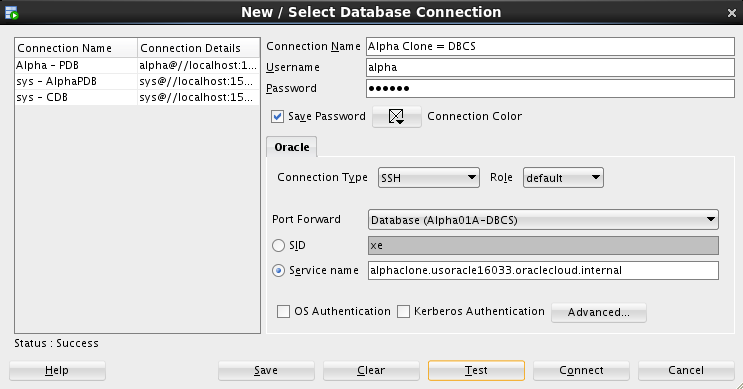 New / Select Database Connection
Connection Name Connection Details
Alpha - PDB alpha@//localhost:1...
sys - AlphaPDB sys@//localhost:15...
sys - CDB sys@//localhost:15...
Connection Name Alpha Clone = DBCS
Username alpha
Password ••••••
Save Password Connection Color
Oracle
Connection Type SSH Role default
Port Forward Database (Alpha01A-DBCS)
SID xe
Service name alphaclone.usoracle16033.oraclecloud.internal
OS Authentication Kerberos Authentication Advanced...
Status : Success
Help Save Clear Test Connect Cancel